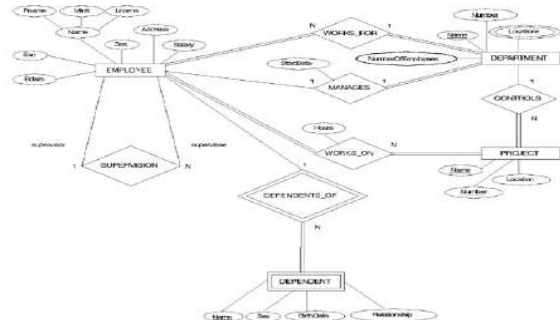 Fname Minit Lname
Number
Address
Name
Locations
Sex
Salary
Name
N
WORKS_FOR
1
Ssn
Bdate
EMPLOYEE
StartDate
NumberOfEmployees
DEPARTMENT
1
MANAGES
1
1
CONTROLS
Hours
N
supervisor
supervisee
1
SUPERVISION
N
1
WORKS_ON
N
PROJECT
Name
Number
Location
DEPENDENTS_OF
N
DEPENDENT
Name
Sex
BirthDate
Relationship